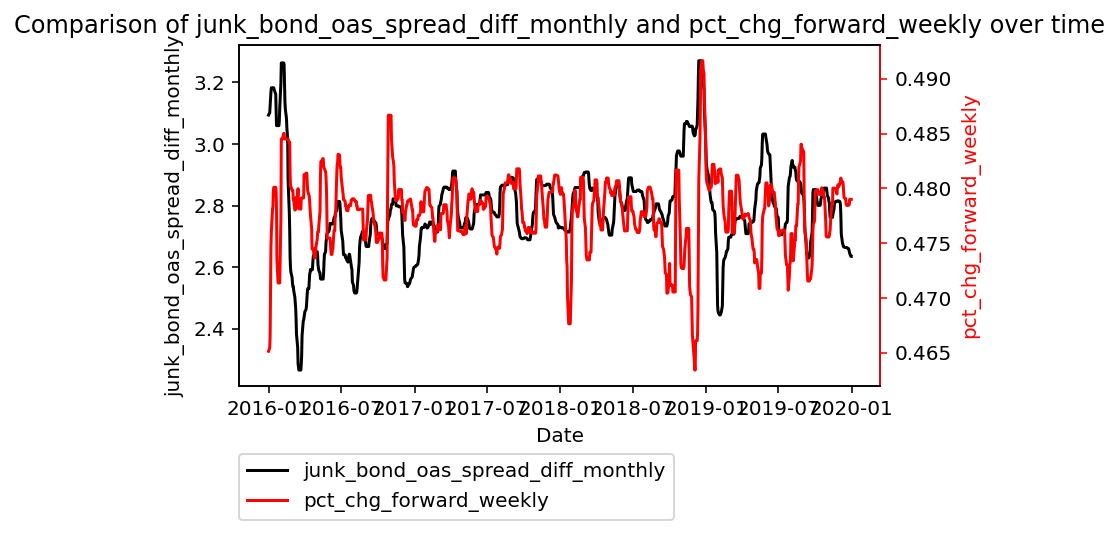 Comparison of junk_bond_oas_spread_diff_monthly and pct_chg_forward_weekly over time
junk_bond_oas_spread_diff_monthly
3.2
3.0
2.8
2.6
2.4
0.490
0.485
0.480
0.475
0.470
0.465
pct_chg_forward_weekly
2016-01 2016-07 2017-01 2017-07 2018-01 2018-07 2019-01 2019-07 2020-01
Date
junk_bond_oas_spread_diff_monthly
pct_chg_forward_weekly